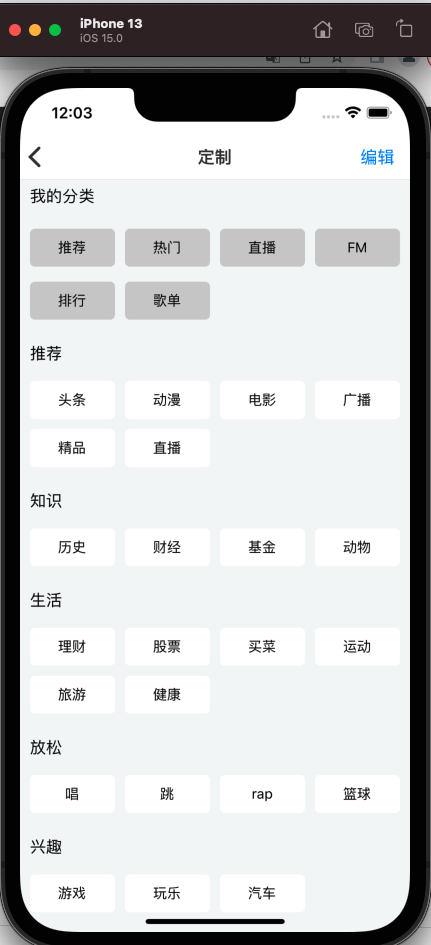 iPhone 13
iOS 15.0
12:03
定制 编辑
我的分类
推荐 热门 直播 FM
排行 歌单
推荐
头条 动漫 电影 广播
精品 直播
知识
历史 财经 基金 动物
生活
理财 股票 买菜 运动
旅游 健康
放松
唱 跳 rap 篮球
兴趣
游戏 玩乐 汽车